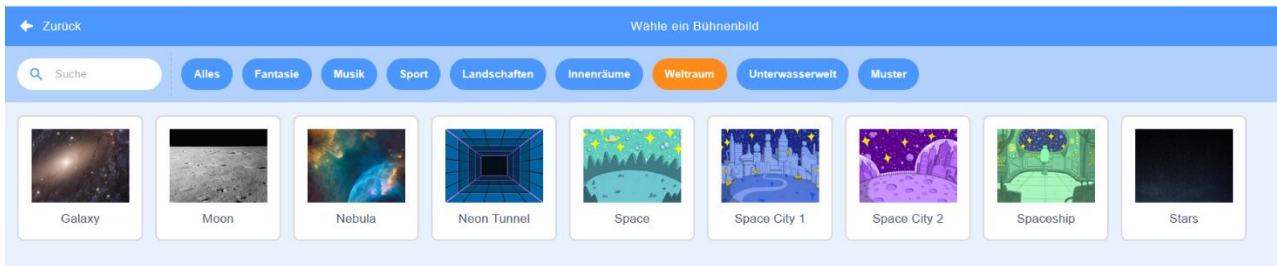 Zurück
Wähle ein Bühnenbild
Suche
Alles
Fantasie
Musik
Sport
Landschaften
Innenräume
Weltraum
Unterwasserwelt
Muster
Galaxy
Moon
Nebula
Neon Tunnel
Space
Space City 1
Space City 2
Spaceship
Stars